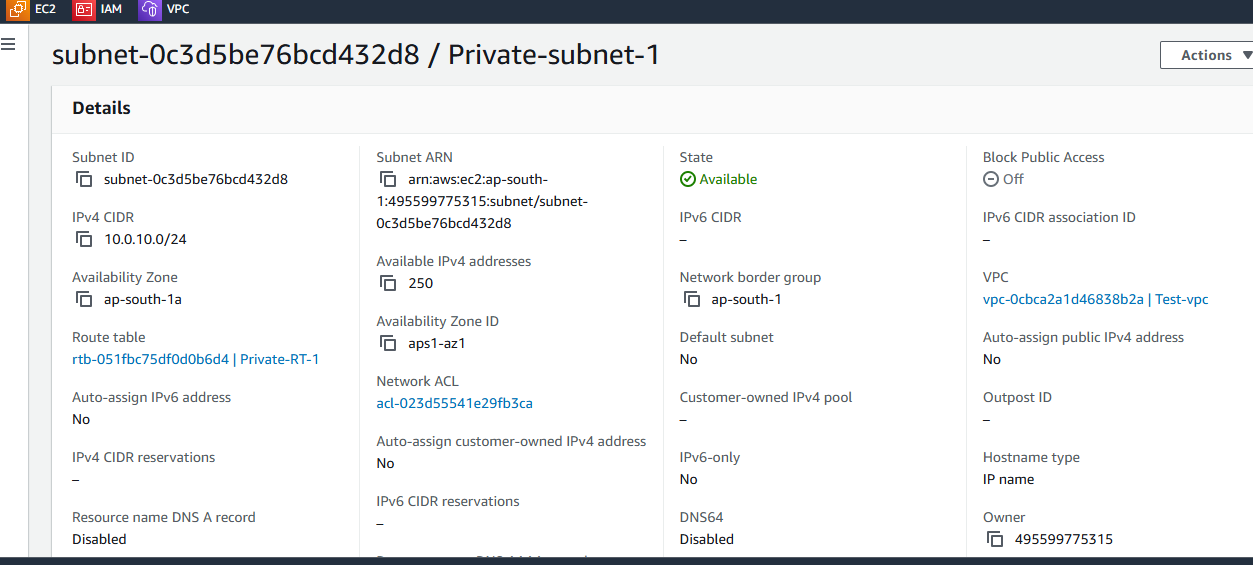 EC2 IAM VPC
subnet-0c3d5be76bcd432d8 / Private-subnet-1
Actions
Details
Subnet ID
subnet-0c3d5be76bcd432d8
IPv4 CIDR
10.0.10.0/24
Availability Zone
ap-south-1a
Route table
rtb-051fbc75df0d0b6d4 | Private-RT-1
Auto-assign IPv6 address
No
IPv4 CIDR reservations
–
Resource name DNS A record
Disabled
Subnet ARN
arn:aws:ec2:ap-south-
1:495599775315:subnet/subnet-
0c3d5be76bcd432d8
Available IPv4 addresses
250
Availability Zone ID
aps1-az1
Network ACL
acl-023d55541e29fb3ca
Auto-assign customer-owned IPv4 address
No
IPv6 CIDR reservations
–
State
Available
IPv6 CIDR
–
Network border group
ap-south-1
Default subnet
No
Customer-owned IPv4 pool
–
IPv6-only
No
DNS64
Disabled
Block Public Access
Off
IPv6 CIDR association ID
–
VPC
vpc-0cbca2a1d46838b2a | Test-vpc
Auto-assign public IPv4 address
No
Outpost ID
–
Hostname type
IP name
Owner
495599775315